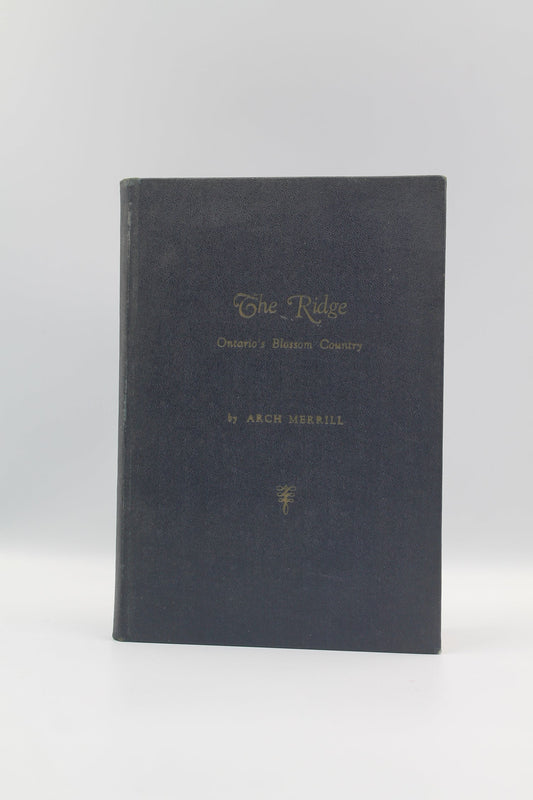 The Ridge
Ontario's Blossom Country
by ARCH MERRILL